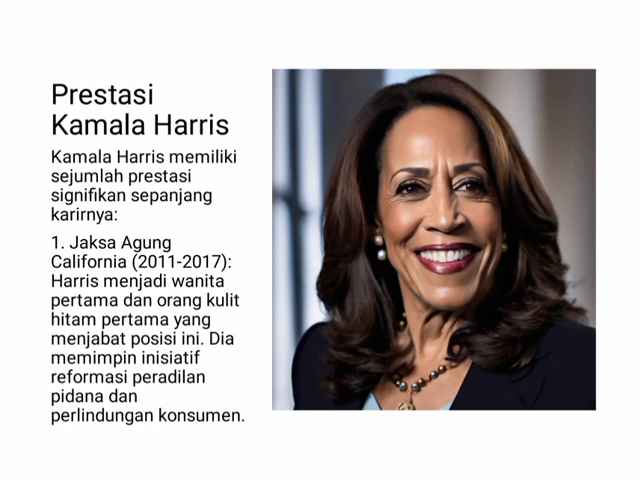 Prestasi
Kamala Harris
Kamala Harris memiliki
sejumlah prestasi
signifikan sepanjang
karirnya:
1. Jaksa Agung
California (2011-2017):
Harris menjadi wanita
pertama dan orang kulit
hitam pertama yang
menjabat posisi ini. Dia
memimpin inisiatif
reformasi peradilan
pidana dan
perlindungan konsumen.